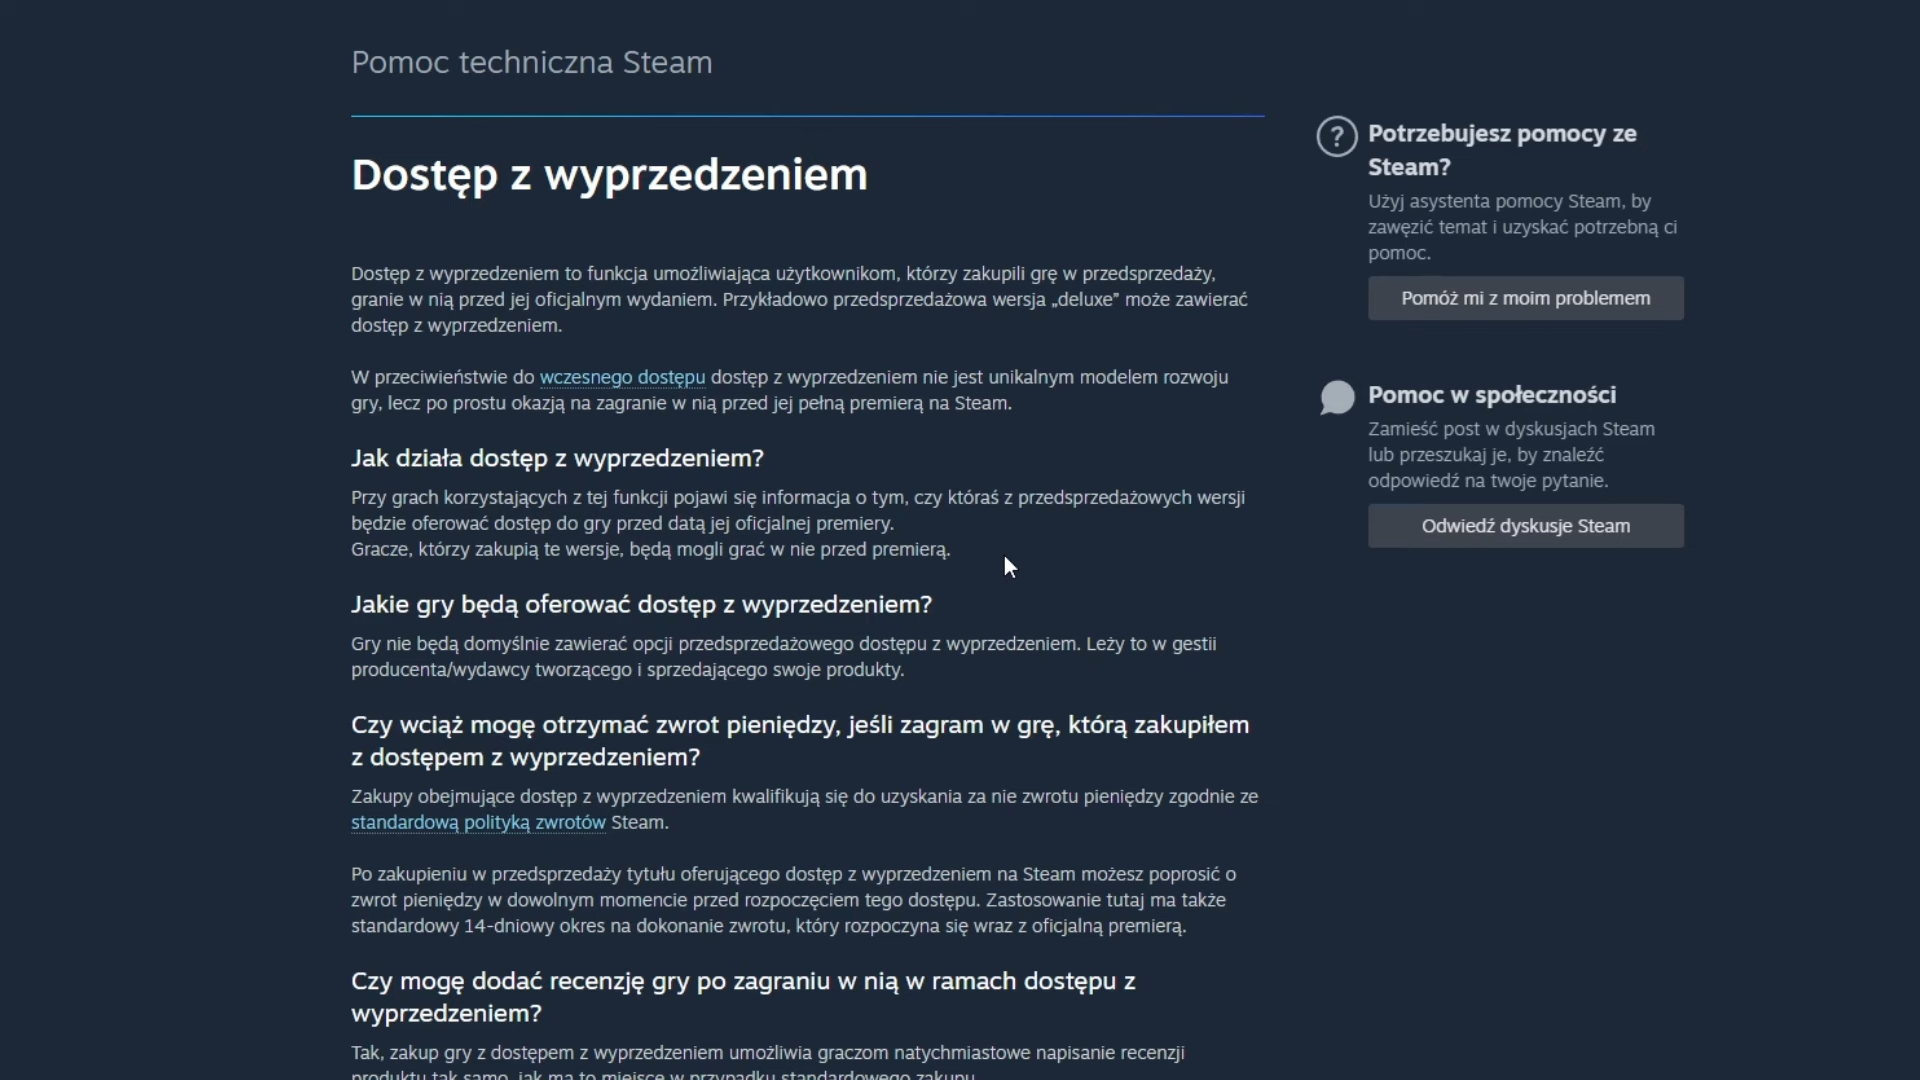 Pomoc techniczna Steam
Dostęp z wyprzedzeniem
Dostęp z wyprzedzeniem to funkcja umożliwiająca użytkownikom, którzy zakupili grę w przedsprzedaży,
granie w nią przed jej oficjalnym wydaniem. Przykładowo przedsprzedażowa wersja „deluxe” może zawierać
dostęp z wyprzedzeniem.
W przeciwieństwie do wczesnego dostępu dostęp z wyprzedzeniem nie jest unikalnym modelem rozwoju
gry, lecz po prostu okazją na zagranie w nią przed jej pełną premierą na Steam.
Jak działa dostęp z wyprzedzeniem?
Przy grach korzystających z tej funkcji pojawi się informacja o tym, czy któraś z przedsprzedażowych wersji
będzie oferować dostęp do gry przed datą jej oficjalnej premiery.
Gracze, którzy zakupią te wersje, będą mogli grać w nie przed premierą.
Jakie gry będą oferować dostęp z wyprzedzeniem?
Gry nie będą domyślnie zawierać opcji przedsprzedażowego dostępu z wyprzedzeniem. Leży to w gestii
producenta/wydawcy tworzącego i sprzedającego swoje produkty.
Czy wciąż mogę otrzymać zwrot pieniędzy, jeśli zagram w grę, którą zakupiłem
z dostępem z wyprzedzeniem?
Zakupy obejmujące dostęp z wyprzedzeniem kwalifikują się do uzyskania za nie zwrotu pieniędzy zgodnie ze
standardową polityką zwrotów Steam.
Po zakupieniu w przedsprzedaży tytułu oferującego dostęp z wyprzedzeniem na Steam możesz poprosić o
zwrot pieniędzy w dowolnym momencie przed rozpoczęciem tego dostępu. Zastosowanie tutaj ma także
standardowy 14-dniowy okres na dokonanie zwrotu, który rozpoczyna się wraz z oficjalną premierą.
Czy mogę dodać recenzję gry po zagraniu w nią w ramach dostępu z
wyprzedzeniem?
Tak, zakup gry z dostępem z wyprzedzeniem umożliwia graczom natychmiastowe napisanie recenzji
produktu tak samo, jak ma to miejsce w przypadku standardowego zakupu.
Potrzebujesz pomocy ze
Steam?
Użyj asystenta pomocy Steam, by
zawęzić temat i uzyskać potrzebną ci
pomoc.
Pomóż mi z moim problemem
Pomoc w społeczności
Zamieść post w dyskusjach Steam
lub przeszukaj je, by znaleźć
odpowiedź na twoje pytanie.
Odwiedź dyskusje Steam